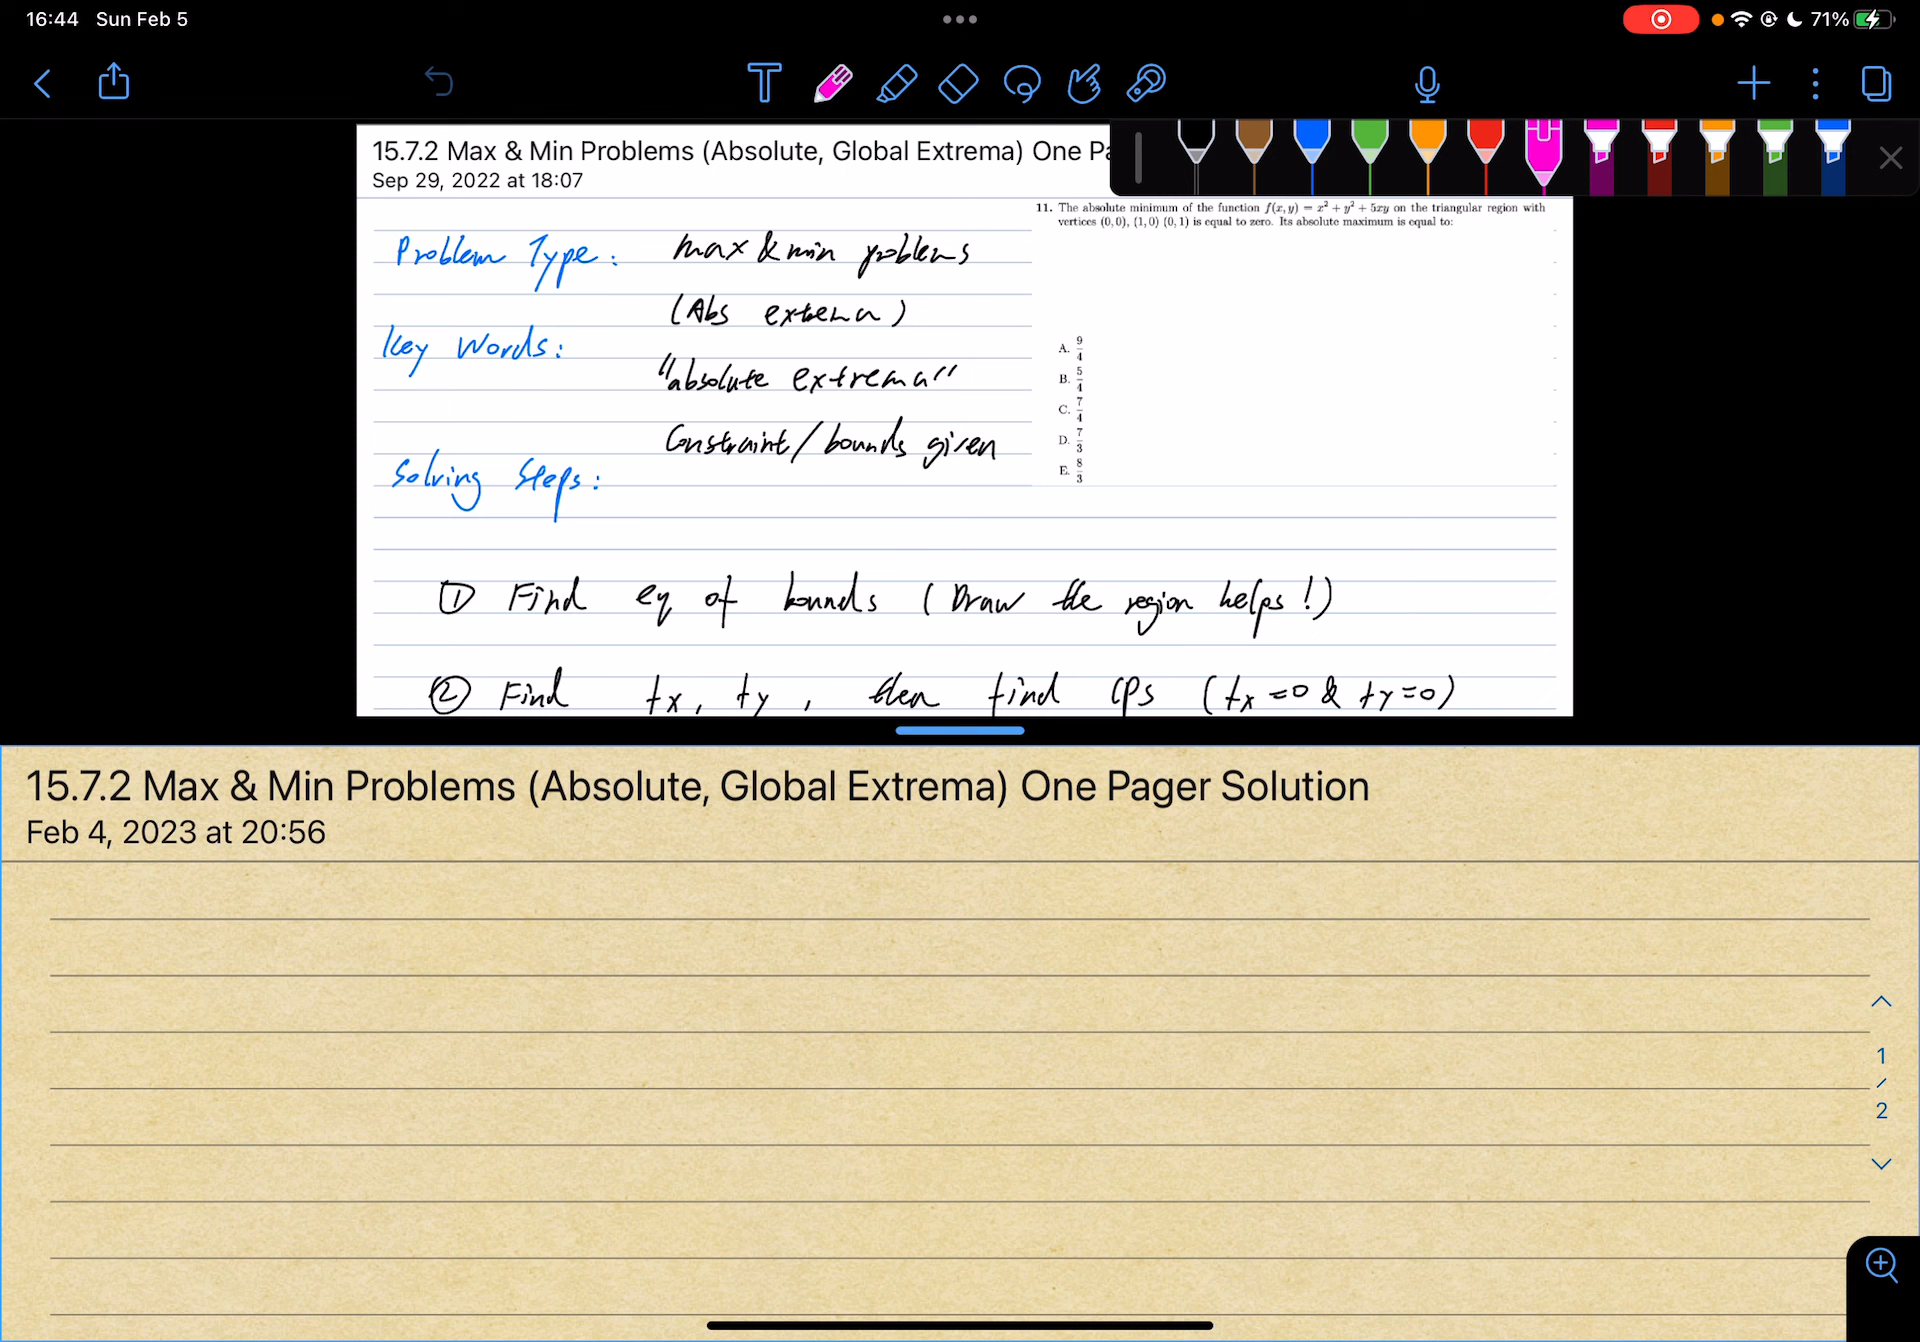 16:44 Sun Feb 5
71%
15.7.2 Max & Min Problems (Absolute, Global Extrema) One Pa
Sep 29, 2022 at 18:07
11. The absolute minimum of the function f(x, y) = x² + y² + 5xy on the triangular region with
vertices (0, 0), (1, 0) (0, 1) is equal to zero. Its absolute maximum is equal to:
A. 9/4
B. 5/4
C. 7/4
D. 7/3
E. 8/3
Problem Type: max & min problems
(Abs extema)
Key Words:
"absolute extrema"
Constraint/bounds given
Solving Steps:
① Find eq of bounds (Draw the region helps!)
② Find fx, fy, then find cps (fx=0 & fy=0)
15.7.2 Max & Min Problems (Absolute, Global Extrema) One Pager Solution
Feb 4, 2023 at 20:56
1
/
2